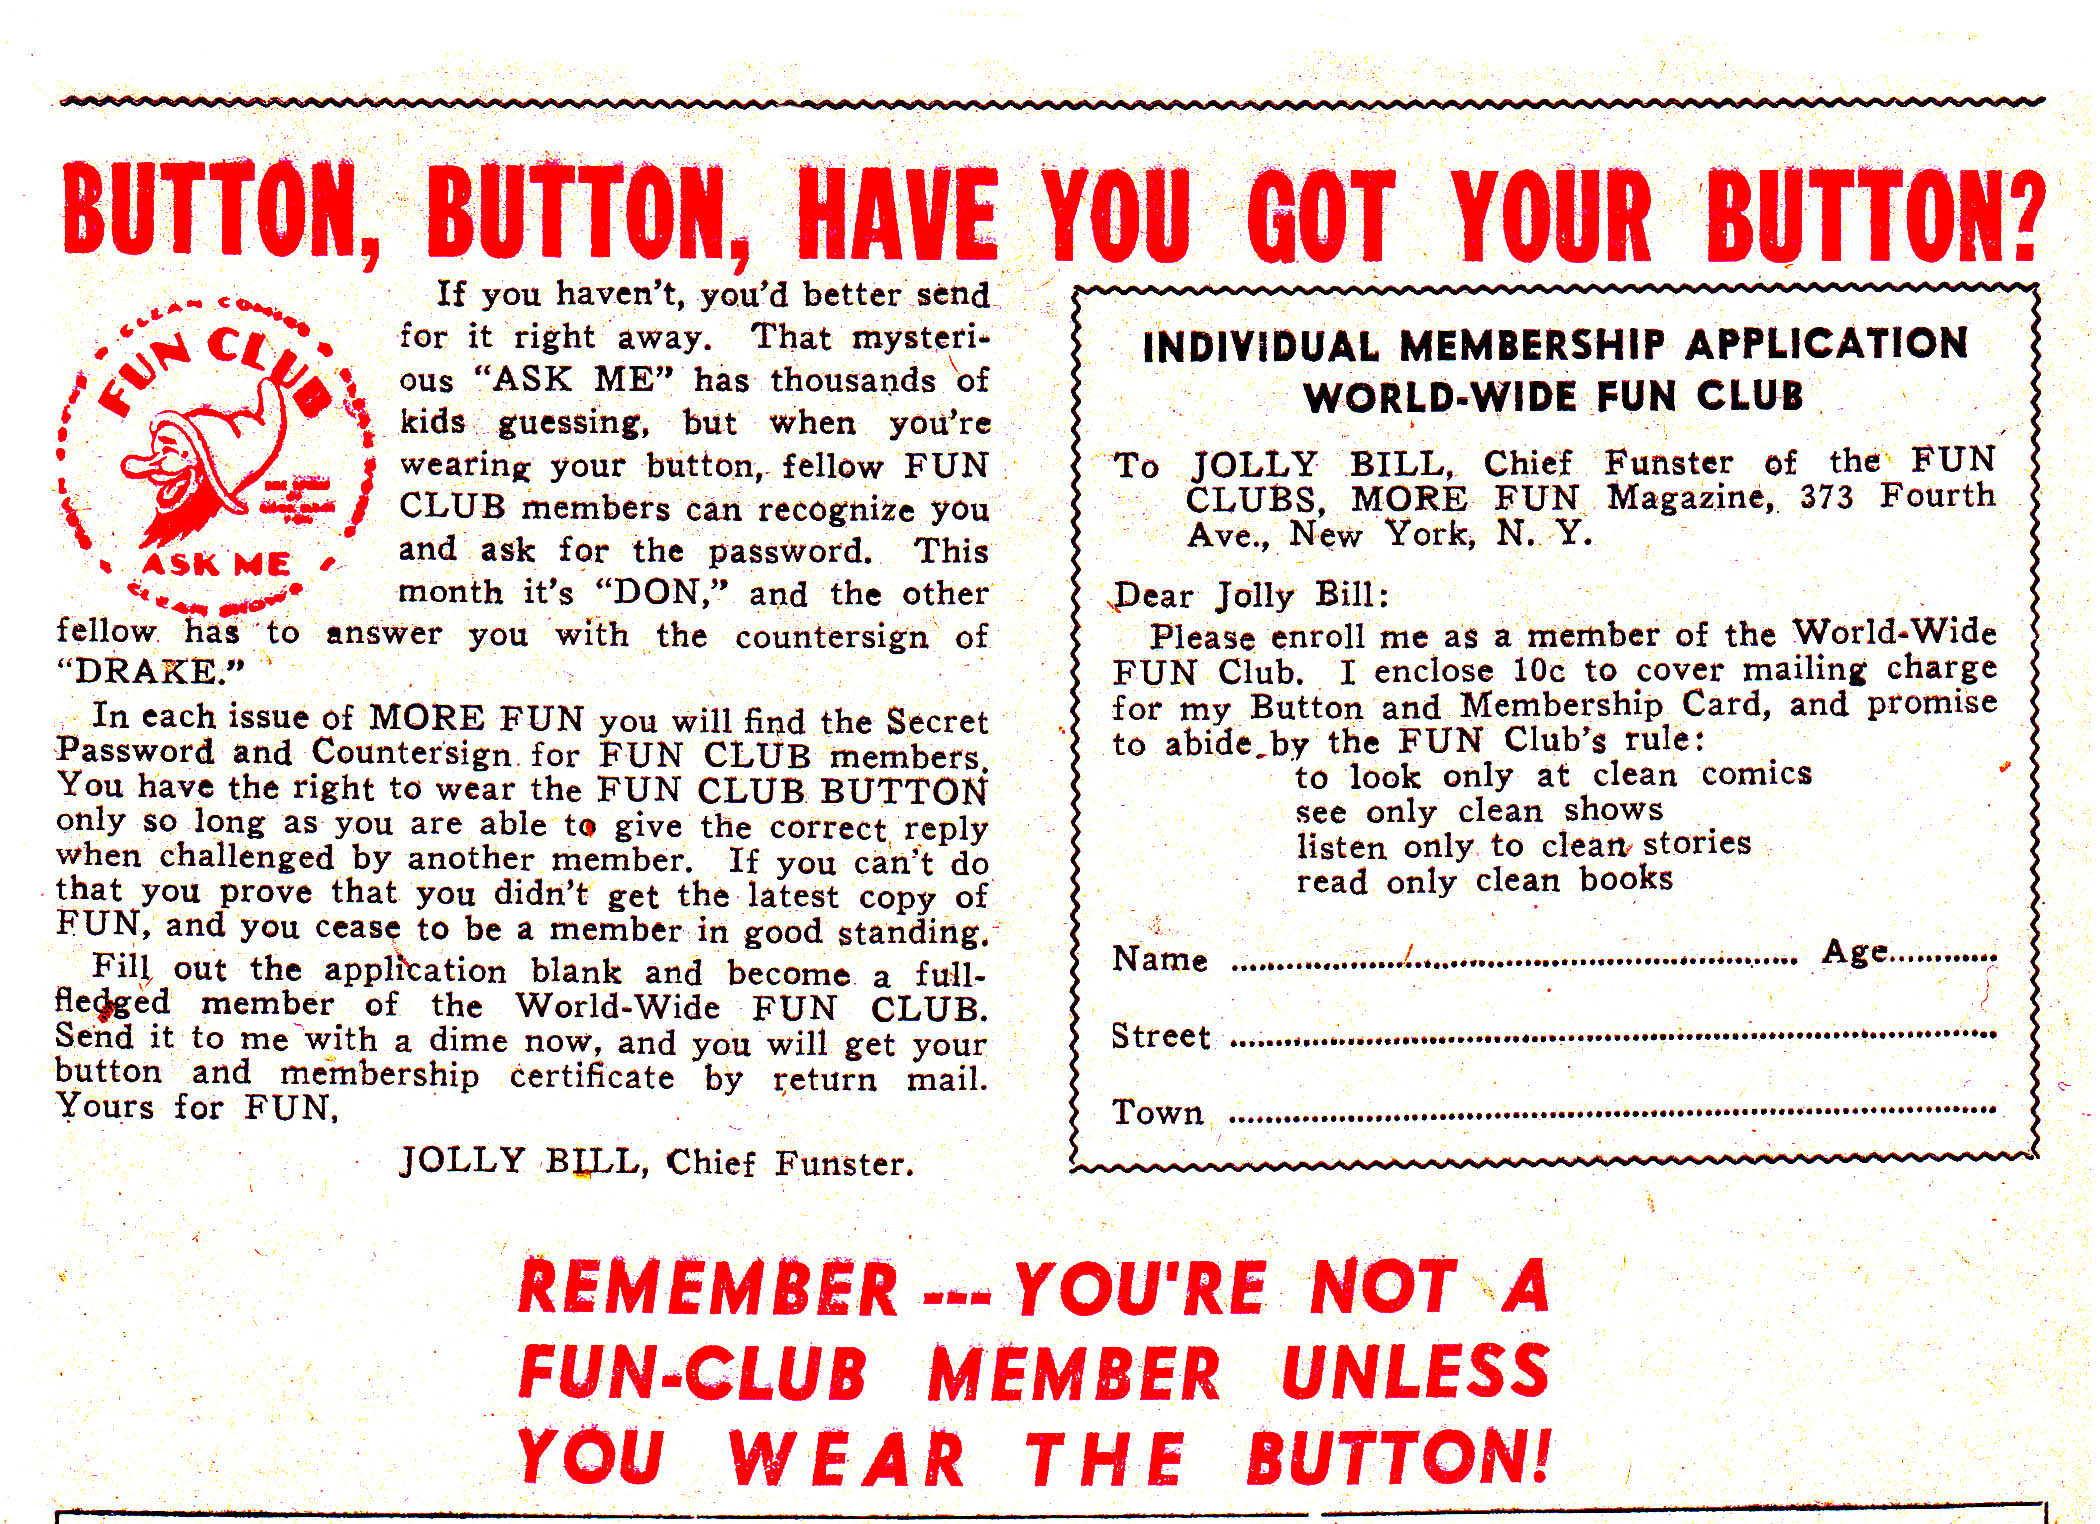 BUTTON, BUTTON, HAVE YOU GOT YOUR BUTTON?
CLEAN COMICS
FUN CLUB
ASK ME
CLEAN SHOWS
If you haven't, you'd better send
for it right away. That mysteri-
ous "ASK ME" has thousands of
kids guessing, but when you're
wearing your button, fellow FUN
CLUB members can recognize you
and ask for the password. This
month it's "DON," and the other
fellow has to answer you with the countersign of
"DRAKE."
In each issue of MORE FUN you will find the Secret
Password and Countersign for FUN CLUB members.
You have the right to wear the FUN CLUB BUTTON
only so long as you are able to give the correct reply
when challenged by another member. If you can't do
that you prove that you didn't get the latest copy of
FUN, and you cease to be a member in good standing.
Fill out the application blank and become a full-
fledged member of the World-Wide FUN CLUB.
Send it to me with a dime now, and you will get your
button and membership certificate by return mail.
Yours for FUN,
JOLLY BILL, Chief Funster.
INDIVIDUAL MEMBERSHIP APPLICATION
WORLD-WIDE FUN CLUB
To JOLLY BILL, Chief Funster of the FUN
CLUBS, MORE FUN Magazine, 373 Fourth
Ave., New York, N. Y.
Dear Jolly Bill:
Please enroll me as a member of the World-Wide
FUN Club. I enclose 10c to cover mailing charge
for my Button and Membership Card, and promise
to abide by the FUN Club's rule:
to look only at clean comics
see only clean shows
listen only to clean stories
read only clean books
Name ........ Age........
Street ........
Town ........
REMEMBER --- YOU'RE NOT A
FUN-CLUB MEMBER UNLESS
YOU WEAR THE BUTTON!